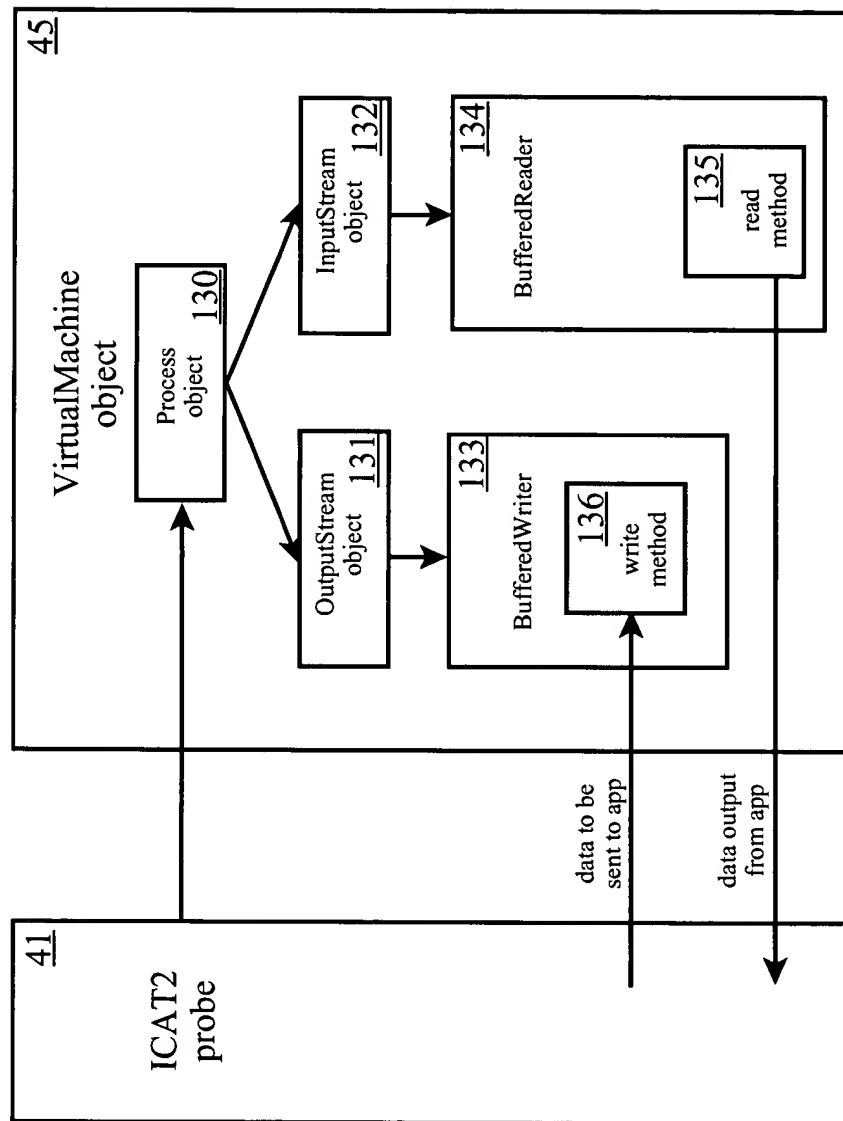 41
ICAT2
probe
data to be
sent to app
data output
from app
45
VirtualMachine
object
130
Process
object
131
OutputStream
object
132
InputStream
object
133
BufferedWriter
136
write
method
134
BufferedReader
135
read
method